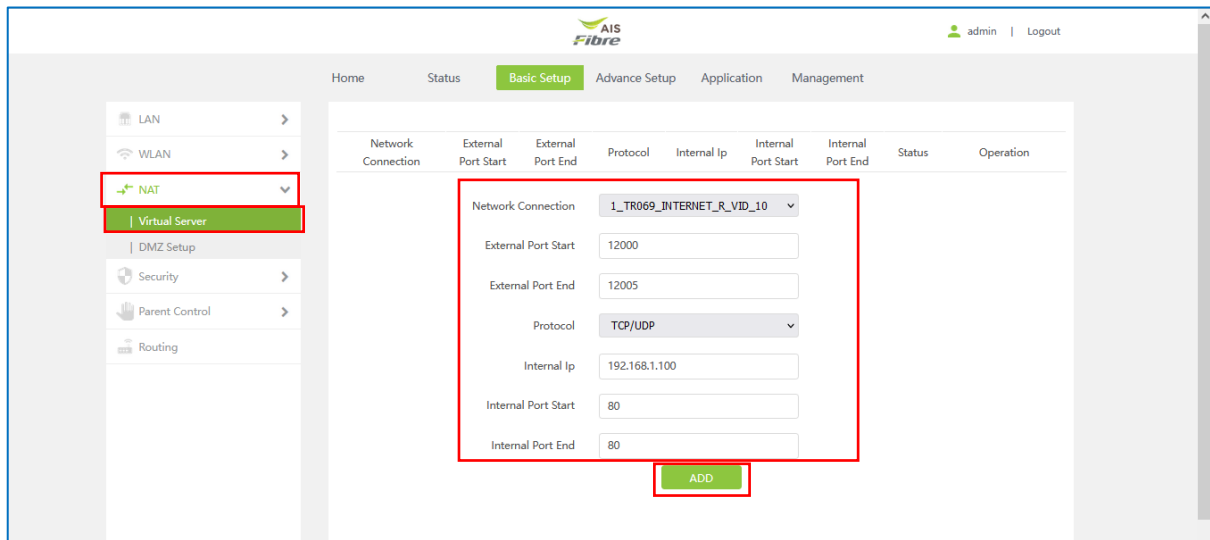 AIS
Fibre
admin | Logout
Home Status Basic Setup Advance Setup Application Management
LAN
WLAN
NAT
| Virtual Server
| DMZ Setup
Security
Parent Control
Routing
Network Connection External Port Start External Port End Protocol Internal Ip Internal Port Start Internal Port End Status Operation
Network Connection 1_TR069_INTERNET_R_VID_10
External Port Start 12000
External Port End 12005
Protocol TCP/UDP
Internal Ip 192.168.1.100
Internal Port Start 80
Internal Port End 80
ADD